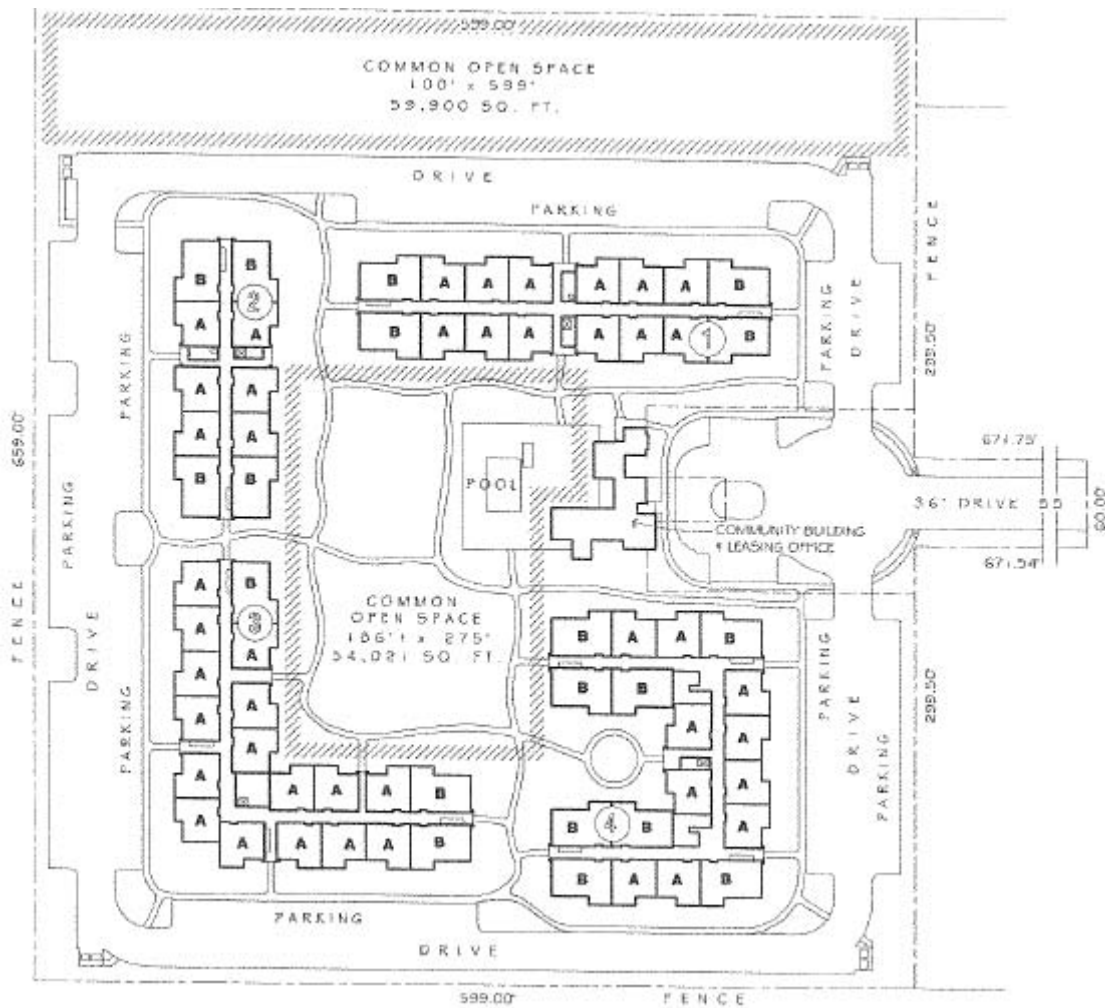 599.00'
COMMON OPEN SPACE
100' x 599'
59,900 SQ. FT.
DRIVE
PARKING
FENCE
299.50'
B B
A A
2
A A
A A
B B
B A A A A A A B
B A A A A A A B
1
PARKING
PARKING
DRIVE
659.00'
FENCE
PARKING
DRIVE
PARKING
POOL
COMMUNITY BUILDING
& LEASING OFFICE
671.75'
36' DRIVE
60.00'
671.54'
COMMON
OPEN SPACE
186'± x 275'
54,021 SQ. FT.
A B
A
3
A
A A
A A
A
A
A A A B
A A A A B
B A A B
B B
A A
A
A A
A
B B
4
B A A B
PARKING
DRIVE
PARKING
299.50'
PARKING
DRIVE
599.00'
FENCE